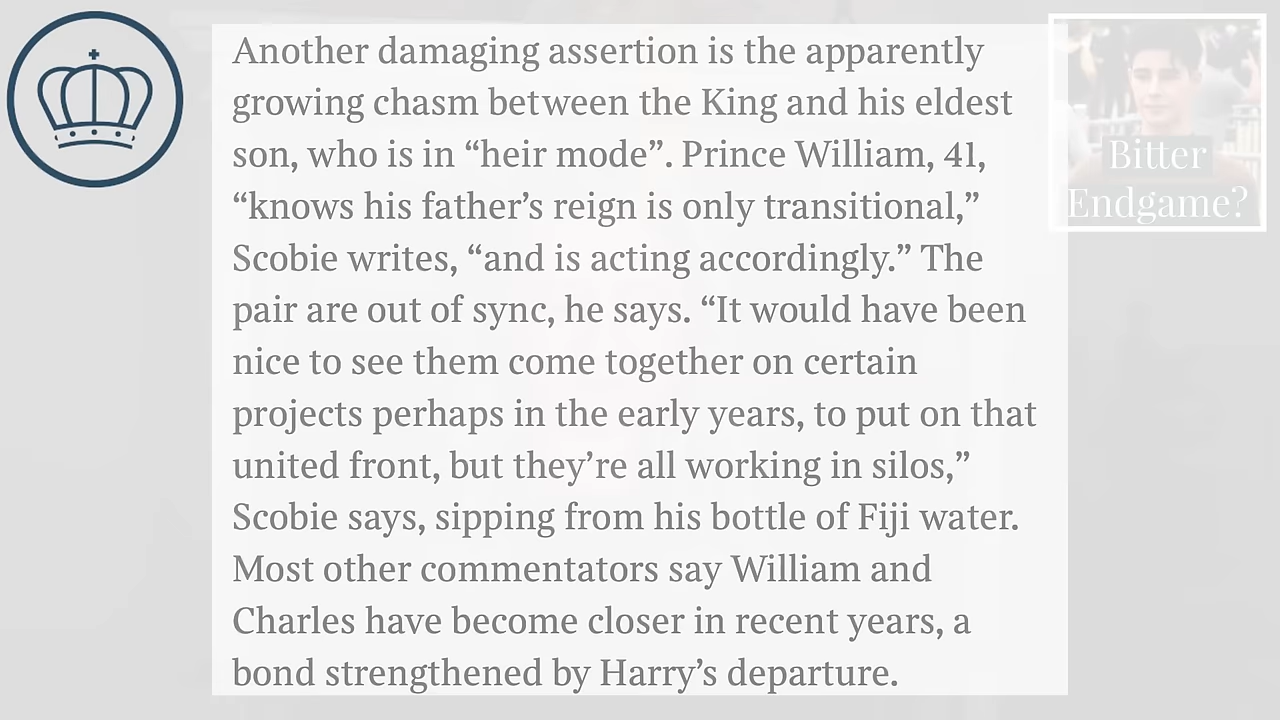 Another damaging assertion is the apparently
growing chasm between the King and his eldest
son, who is in “heir mode”. Prince William, 41,
“knows his father’s reign is only transitional,”
Scobie writes, “and is acting accordingly.” The
pair are out of sync, he says. “It would have been
nice to see them come together on certain
projects perhaps in the early years, to put on that
united front, but they’re all working in silos,”
Scobie says, sipping from his bottle of Fiji water.
Most other commentators say William and
Charles have become closer in recent years, a
bond strengthened by Harry’s departure.
Bitter
Endgame?